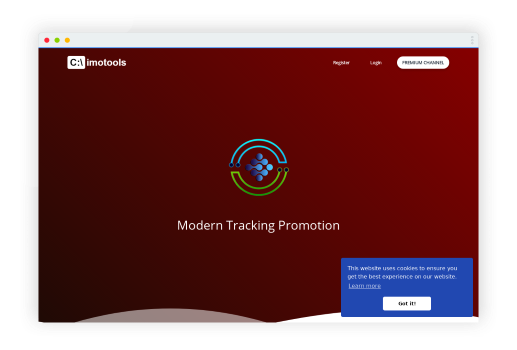 C:\ imotools
Register
Login
PREMIUM CHANNEL
Modern Tracking Promotion
This website uses cookies to ensure you
get the best experience on our website.
Learn more
Got it!